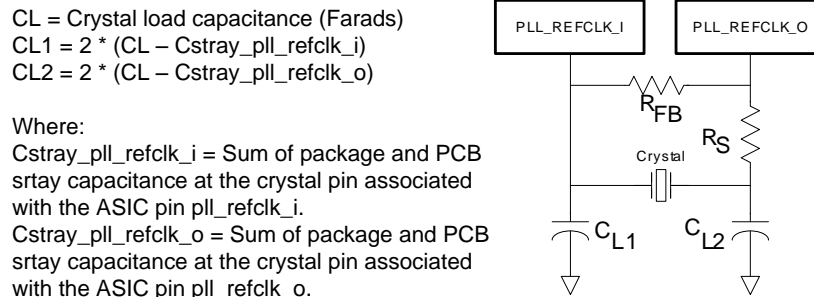 CL = Crystal load capacitance (Farads)
CL1 = 2 * (CL – Cstray_pll_refclk_i)
CL2 = 2 * (CL – Cstray_pll_refclk_o)
Where:
Cstray_pll_refclk_i = Sum of package and PCB
srtay capacitance at the crystal pin associated
with the ASIC pin pll_refclk_i.
Cstray_pll_refclk_o = Sum of package and PCB
srtay capacitance at the crystal pin associated
with the ASIC pin pll_refclk_o.
PLL_REFCLK_I
PLL_REFCLK_O
RFB
RS
Crystal
CL1
CL2